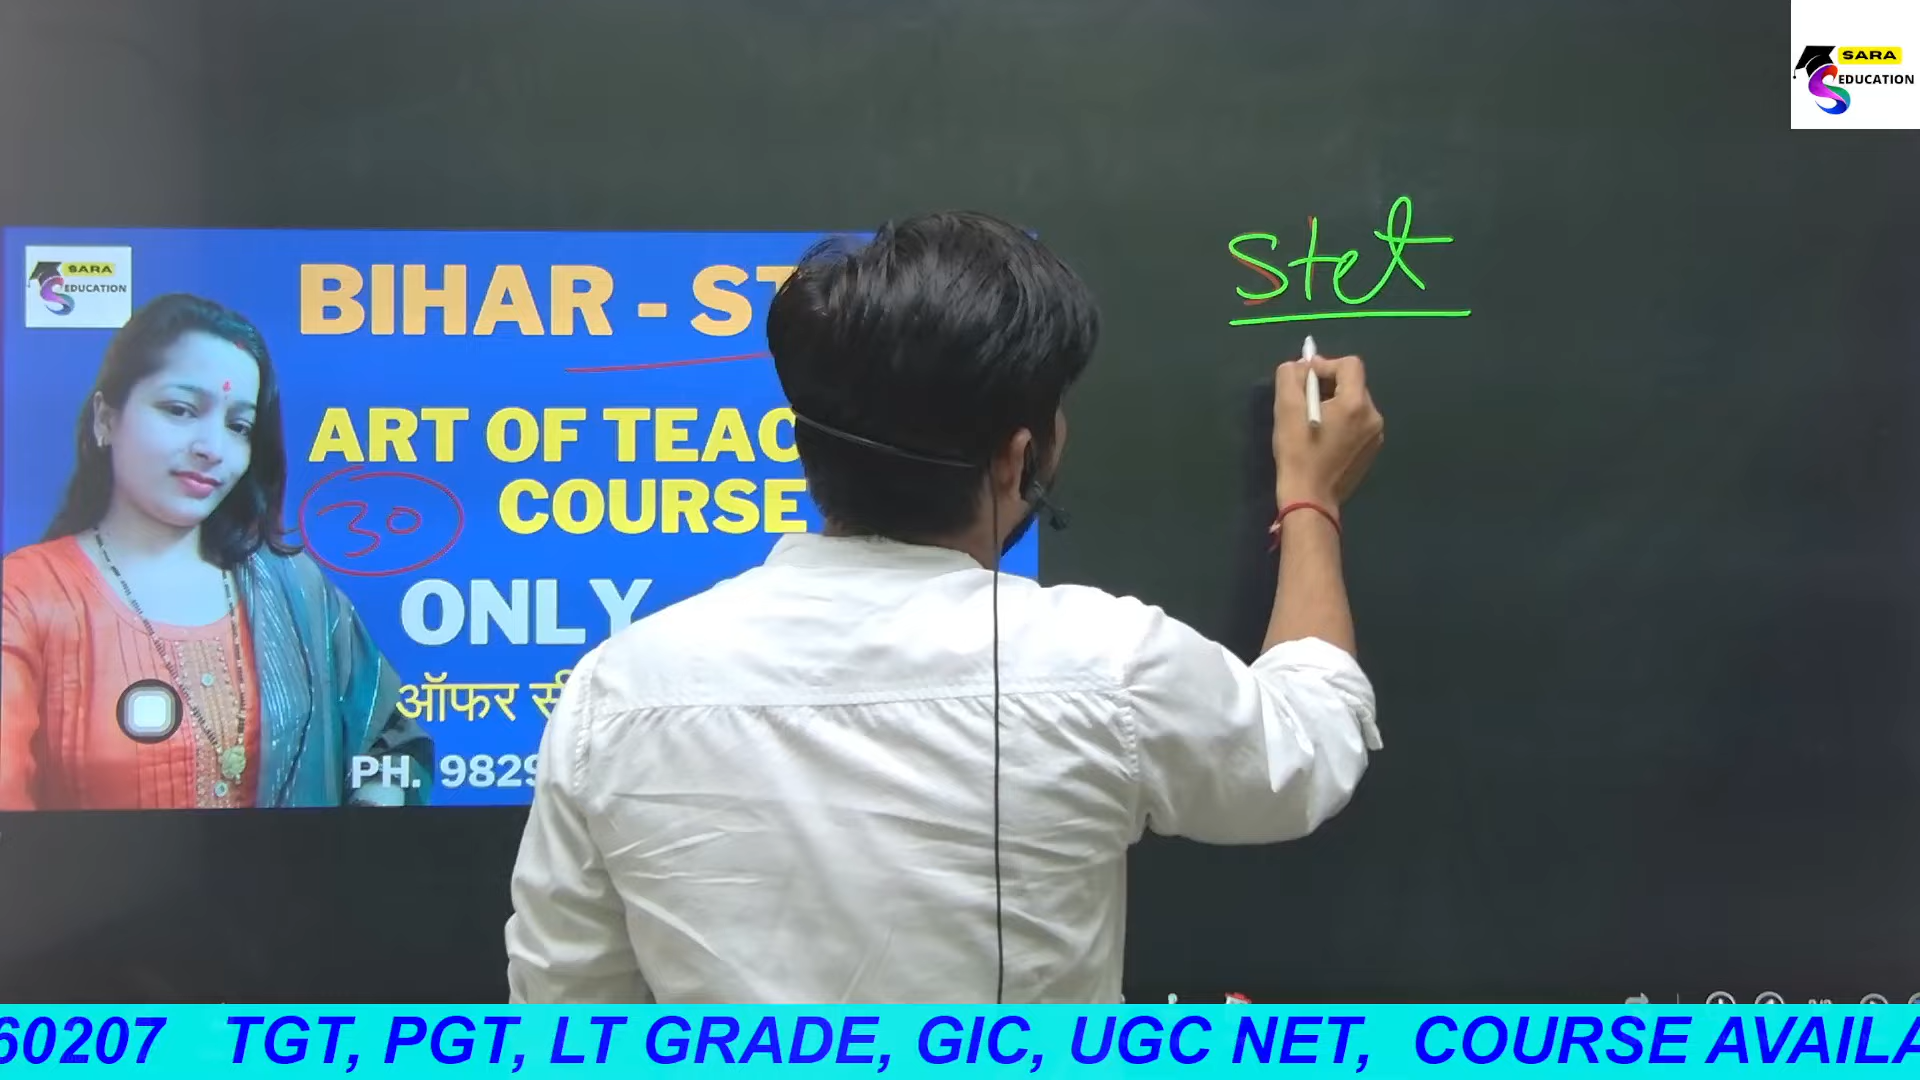 SARA
EDUCATION
Stet
SARA
EDUCATION
BIHAR - ST
ART OF TEAC
30
COURSE
ONLY
ऑफर सी
PH. 9829
60207 TGT, PGT, LT GRADE, GIC, UGC NET, COURSE AVAILA